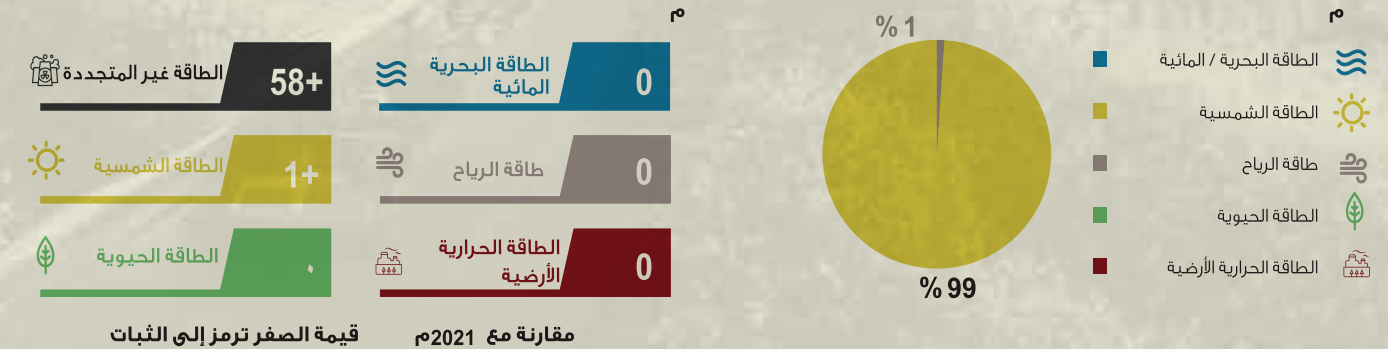 م
الطاقة البحرية / المائية
الطاقة الشمسية
طاقة الرياح
الطاقة الحيوية
الطاقة الحرارية الأرضية
% 1
% 99
م
الطاقة البحرية
المائية
0
طاقة الرياح
0
الطاقة الحرارية
الأرضية
0
الطاقة غير المتجددة
58+
الطاقة الشمسية
1+
الطاقة الحيوية
٠
مقارنة مع 2021م
قيمة الصفر ترمز إلى الثبات